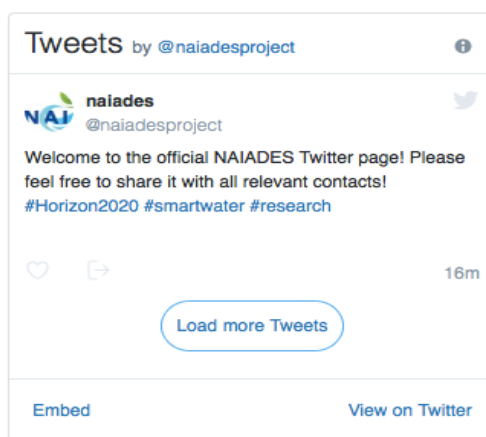 Tweets by @naiadesproject
NAI
naiades
@naiadesproject
Welcome to the official NAIADES Twitter page! Please
feel free to share it with all relevant contacts!
#Horizon2020 #smartwater #research
16m
Load more Tweets
Embed
View on Twitter